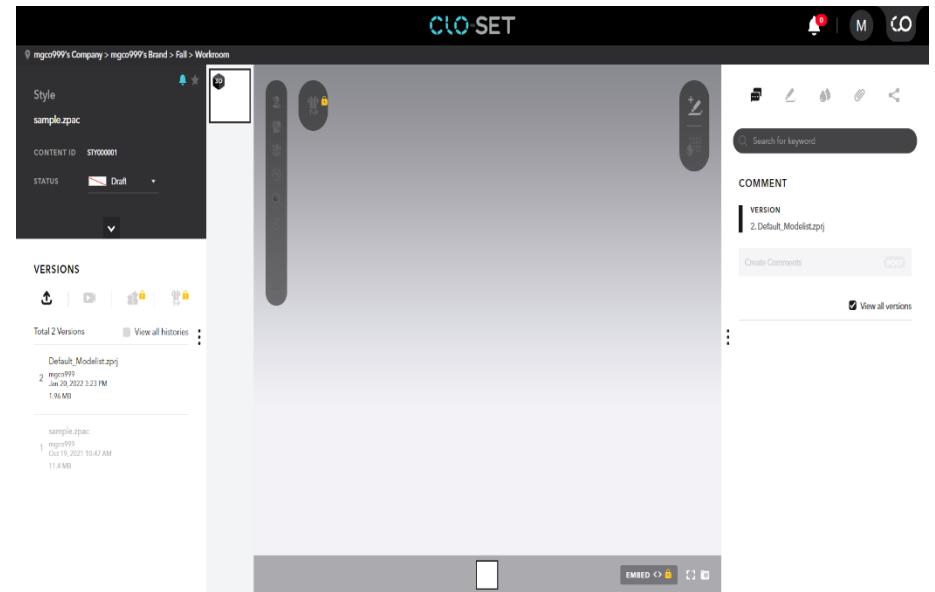 CLO-SET
0
M
mgco999's Company > mgco999's Brand > Fall > Workroom
Style
sample.zpac
CONTENT ID STY000001
STATUS Draft
VERSIONS
Total 2 Versions View all histories
Default_Modelist.zprj
2 mgco999
Jan 20, 2022 3:23 PM
1.96 MB
sample.zpac
1 mgco999
Oct 19, 2021 10:47 AM
11.4 MB
3D
EMBED <>
Search for keyword
COMMENT
VERSION
2. Default_Modelist.zprj
Create Comments POST
View all versions